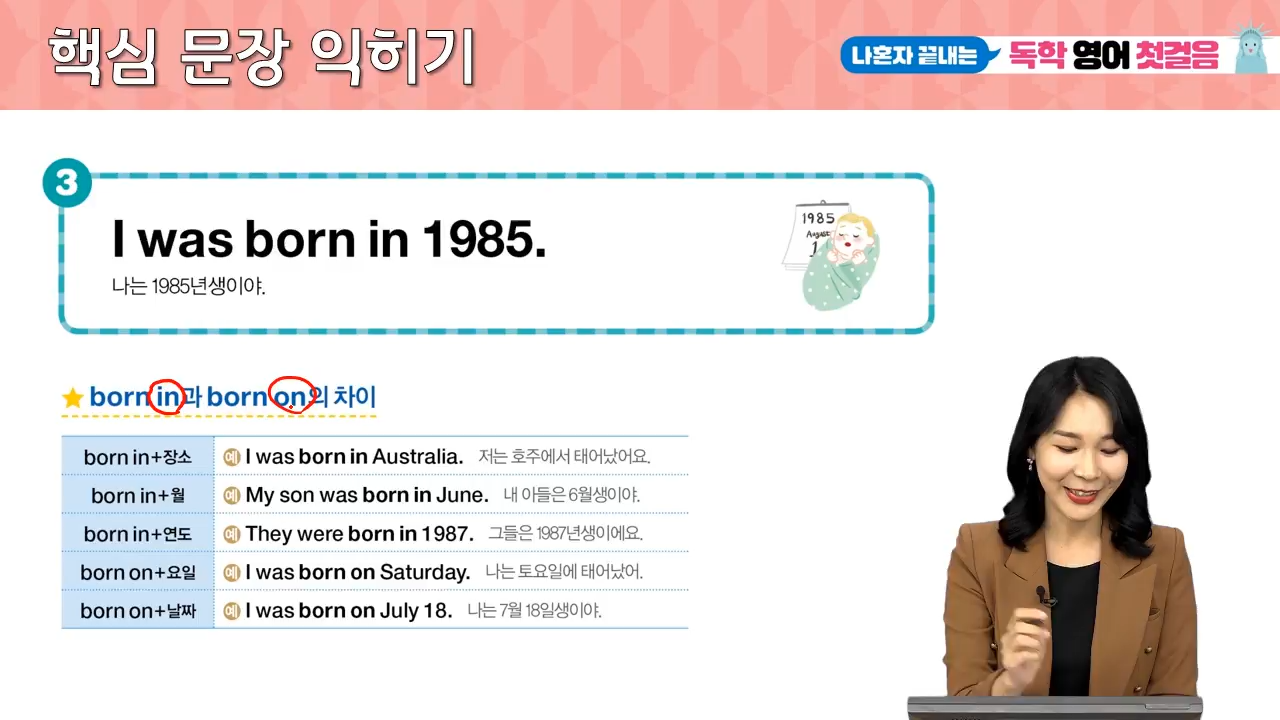 핵심 문장 익히기
나혼자 끝내는 독학 영어 첫걸음
3
I was born in 1985.
나는 1985년생이야.
1985
August
1
born in과 born on의 차이
born in+장소 예 I was born in Australia. 저는 호주에서 태어났어요.
born in+월 예 My son was born in June. 내 아들은 6월생이야.
born in+연도 예 They were born in 1987. 그들은 1987년생이에요.
born on+요일 예 I was born on Saturday. 나는 토요일에 태어났어.
born on+날짜 예 I was born on July 18. 나는 7월 18일생이야.